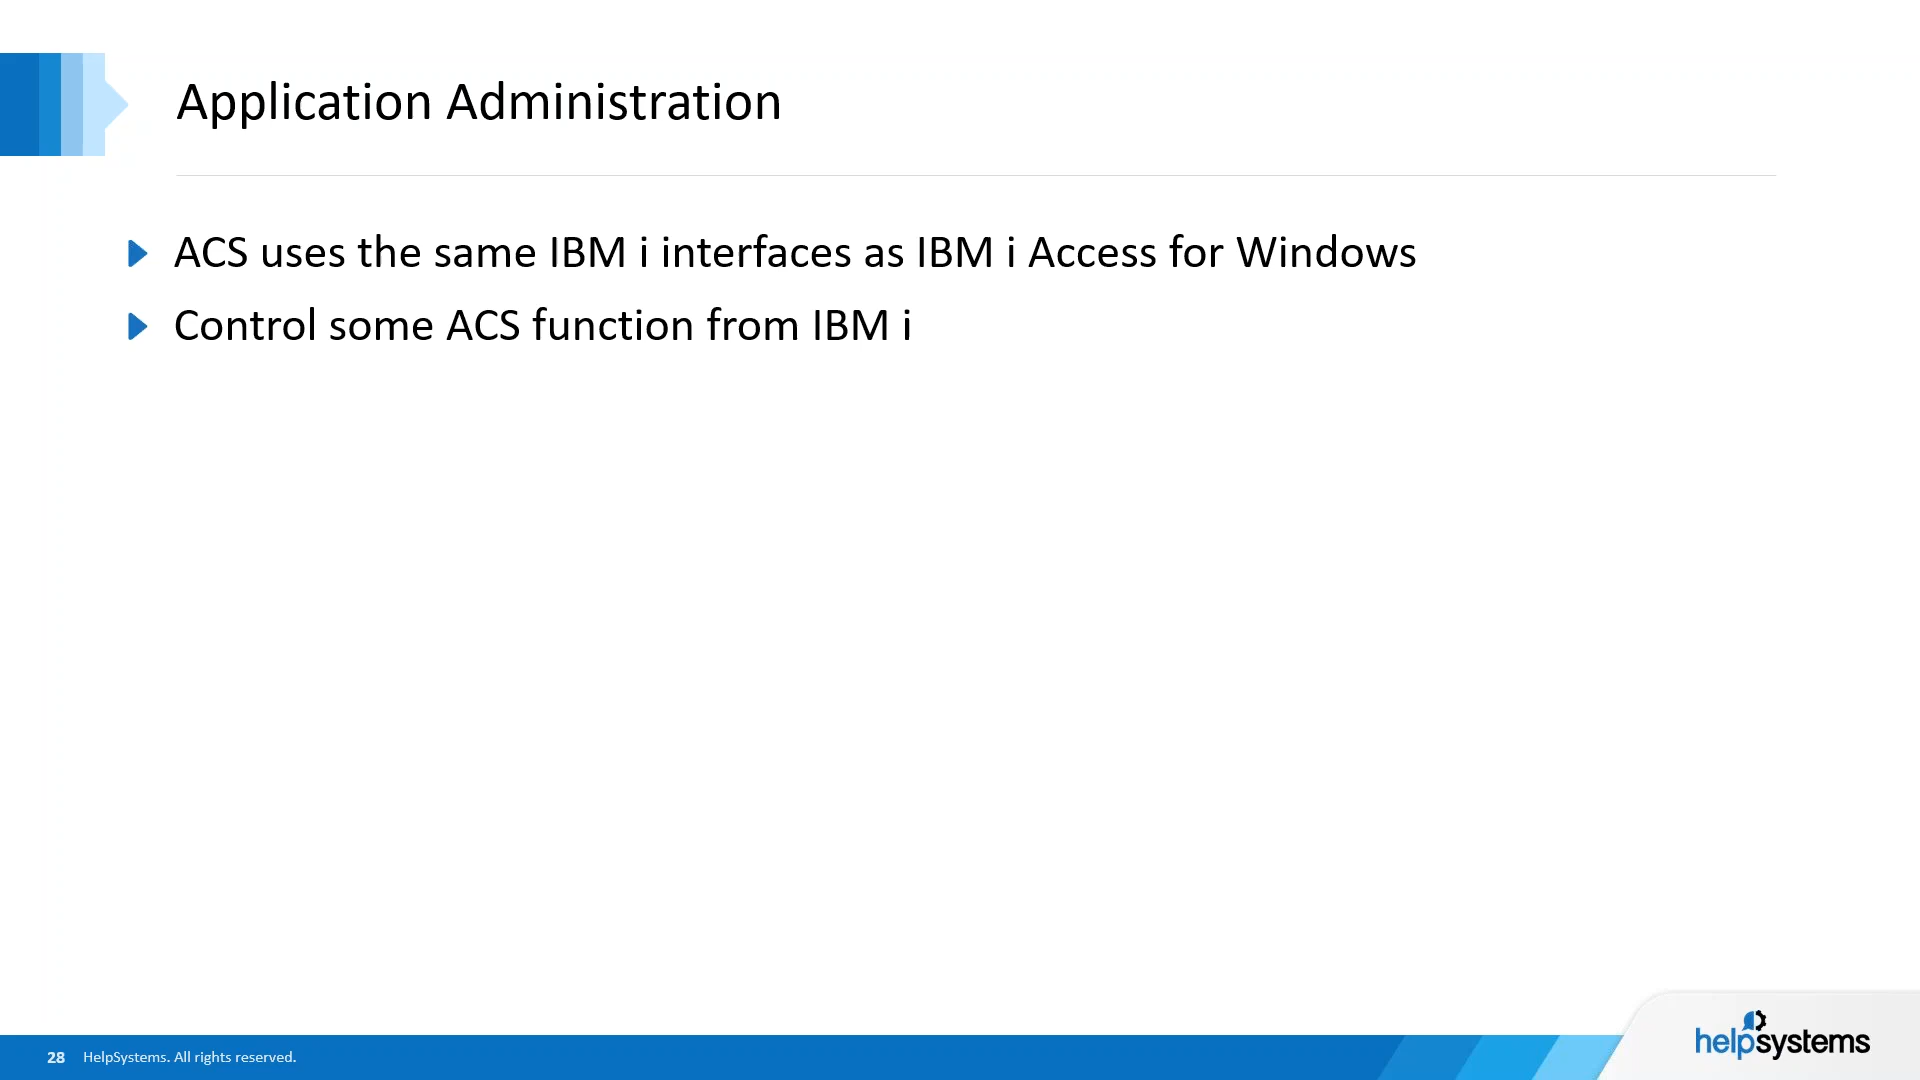 Application Administration
ACS uses the same IBM i interfaces as IBM i Access for Windows
Control some ACS function from IBM i
28 HelpSystems. All rights reserved.
helpsystems